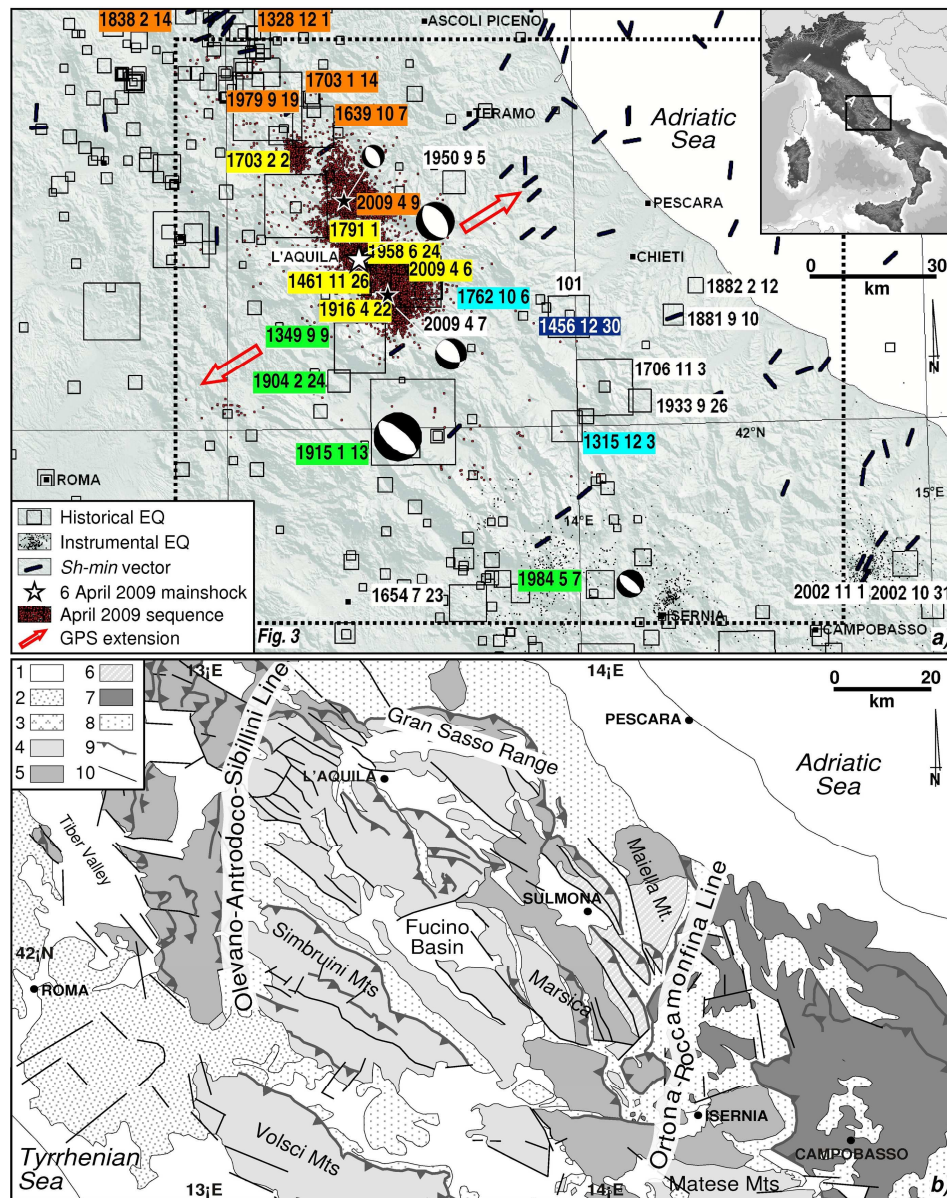 1838 2 14
1328 12 1
ASCOLI PICENO
1703 1 14
1979 9 19
1639 10 7
TERAMO
Adriatic
Sea
ITALY
1703 2 2
1950 9 5
2009 4 9
PESCARA
1791 1
L'AQUILA
1958 6 24
CHIETI
2009 4 6
1461 11 26
0 30
km
1762 10 6
101
1882 2 12
1916 4 22
1456 12 30
1881 9 10
2009 4 7
1349 9 9
N
1706 11 3
1904 2 24
1933 9 26
42°N
1915 1 13
1315 12 3
ROMA
15°E
Historical EQ
14°E
Instrumental EQ
Sh-min vector
6 April 2009 mainshock
1984 5 7
1654 7 23
2002 11 1
2002 10 31
April 2009 sequence
ISERNIA
GPS extension
Fig. 3
CAMPOBASSO
a)
1 6
2 7
3 8
4 9
5 10
13¡E
14¡E
0 20
km
PESCARA
Gran Sasso Range
L'AQUILA
Adriatic
Sea
N
Olevano-Antrodoco-Sibillini Line
Tiber Valley
Maiella Mt.
SULMONA
Fucino
Basin
Simbruini Mts
42¡N
ROMA
Marsica
Ortona-Roccamonfina Line
ISERNIA
CAMPOBASSO
Volsci Mts
Tyrrhenian
Sea
13¡E
14¡E
Matese Mts
b)